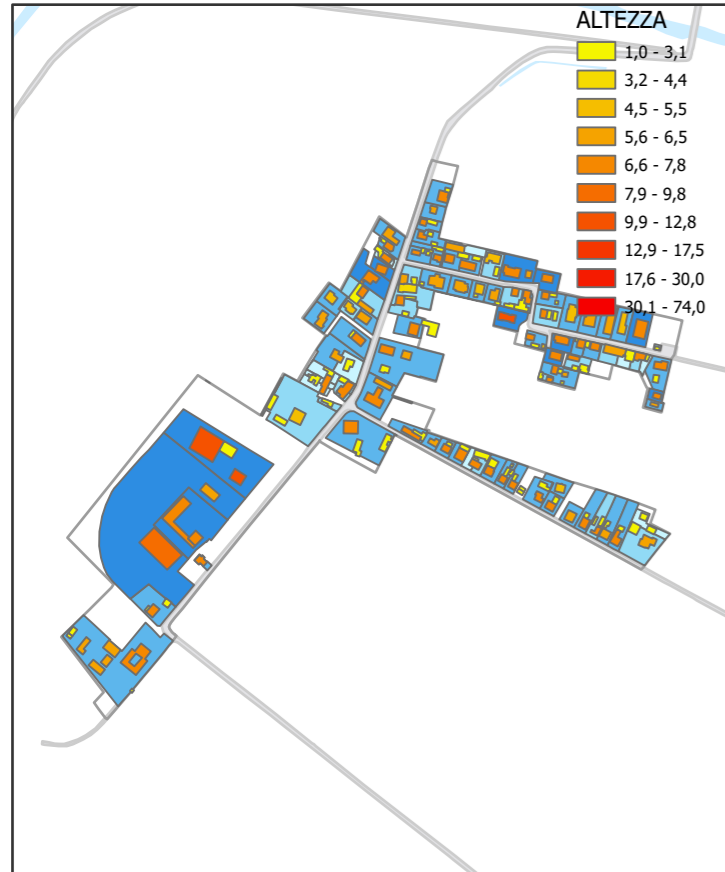 ALTEZZA
1,0 - 3,1
3,2 - 4,4
4,5 - 5,5
5,6 - 6,5
6,6 - 7,8
7,9 - 9,8
9,9 - 12,8
12,9 - 17,5
17,6 - 30,0
30,1 - 74,0